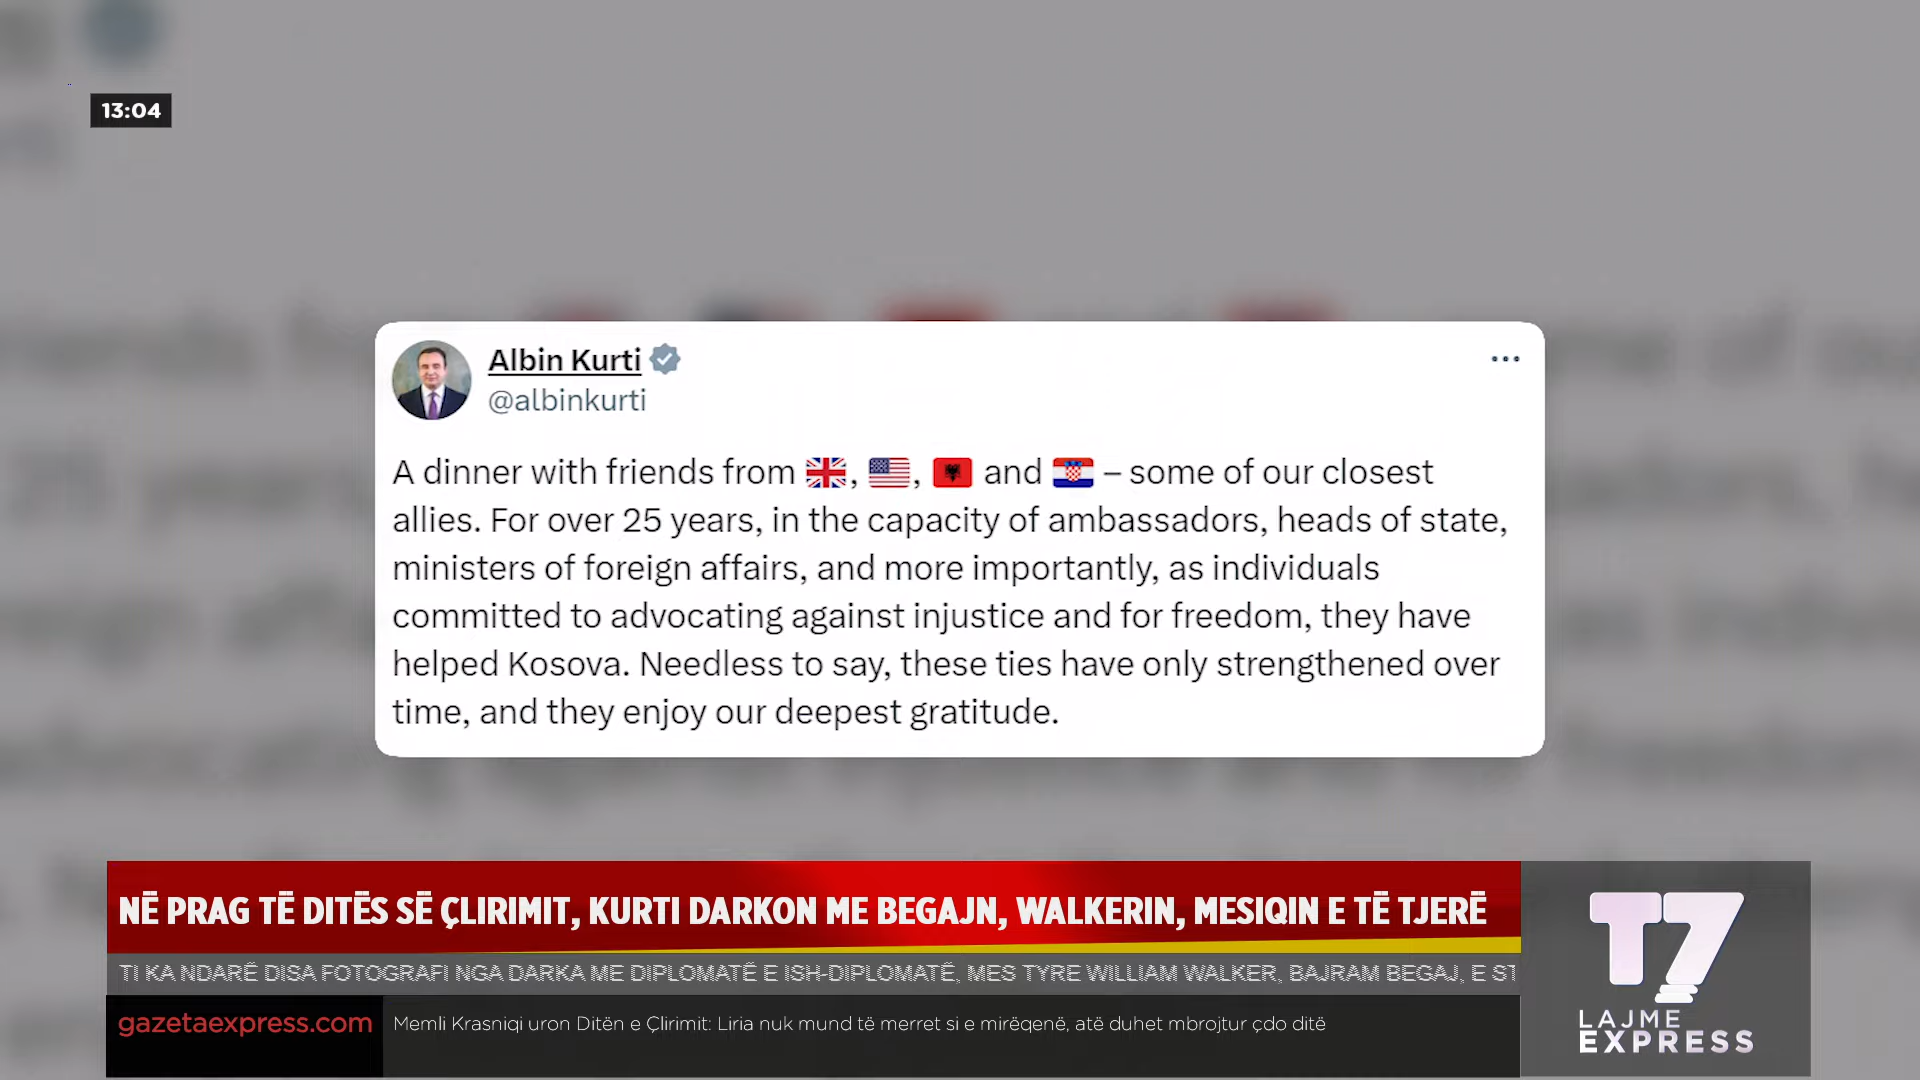 13:04
Albin Kurti
@albinkurti
A dinner with friends from 🇬🇧, 🇺🇸, 🇦🇱 and 🇭🇷 – some of our closest
allies. For over 25 years, in the capacity of ambassadors, heads of state,
ministers of foreign affairs, and more importantly, as individuals
committed to advocating against injustice and for freedom, they have
helped Kosova. Needless to say, these ties have only strengthened over
time, and they enjoy our deepest gratitude.
NË PRAG TË DITËS SË ÇLIRIMIT, KURTI DARKON ME BEGAJN, WALKERIN, MESIQIN E TË TJERË
TI KA NDARË DISA FOTOGRAFI NGA DARKA ME DIPLOMATË E ISH-DIPLOMATË, MES TYRE WILLIAM WALKER, BAJRAM BEGAJ, E
gazetaexpress.com
Memli Krasniqi uron Ditën e Çlirimit: Liria nuk mund të merret si e mirëqenë, atë duhet mbrojtur çdo ditë
T7
LAJME
EXPRESS